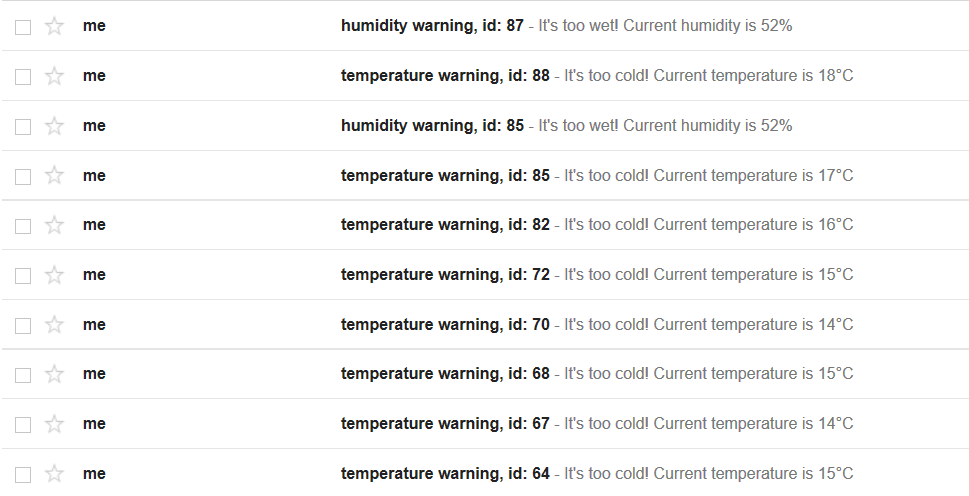 me humidity warning, id: 87 - It's too wet! Current humidity is 52%
me temperature warning, id: 88 - It's too cold! Current temperature is 18°C
me humidity warning, id: 85 - It's too wet! Current humidity is 52%
me temperature warning, id: 85 - It's too cold! Current temperature is 17°C
me temperature warning, id: 82 - It's too cold! Current temperature is 16°C
me temperature warning, id: 72 - It's too cold! Current temperature is 15°C
me temperature warning, id: 70 - It's too cold! Current temperature is 14°C
me temperature warning, id: 68 - It's too cold! Current temperature is 15°C
me temperature warning, id: 67 - It's too cold! Current temperature is 14°C
me temperature warning, id: 64 - It's too cold! Current temperature is 15°C